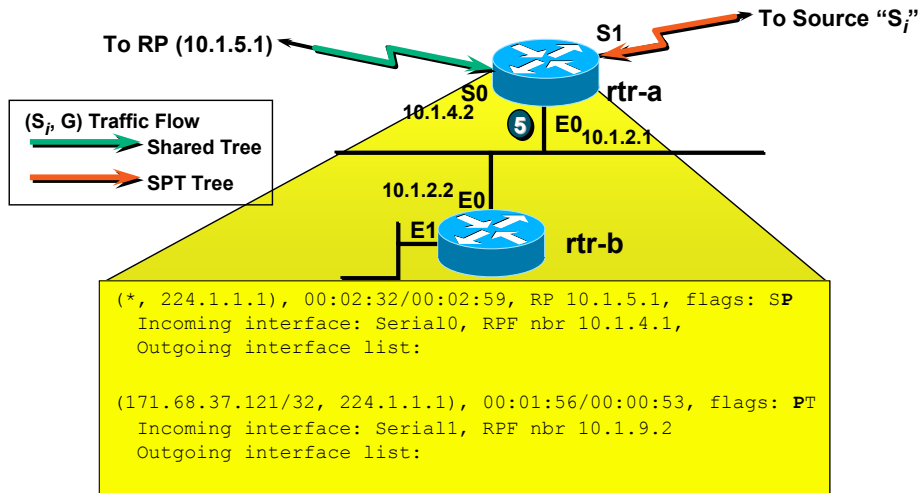 To Source “Si”
To RP (10.1.5.1)
S1
S0
rtr-a
10.1.4.2
(Si, G) Traffic Flow
Shared Tree
SPT Tree
5
E0
10.1.2.1
10.1.2.2
E0
E1
rtr-b
(*, 224.1.1.1), 00:02:32/00:02:59, RP 10.1.5.1, flags: SP
Incoming interface: Serial0, RPF nbr 10.1.4.1,
Outgoing interface list:
(171.68.37.121/32, 224.1.1.1), 00:01:56/00:00:53, flags: PT
Incoming interface: Serial1, RPF nbr 10.1.9.2
Outgoing interface list: